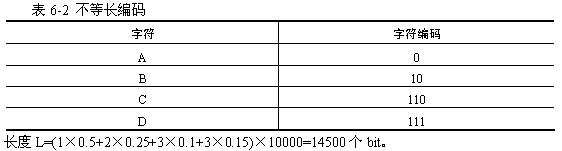 表 6-2 不等长编码
字符 字符编码
A 0
B 10
C 110
D 111
长度 L=(1×0.5+2×0.25+3×0.1+3×0.15)×10000=14500 个 bit。